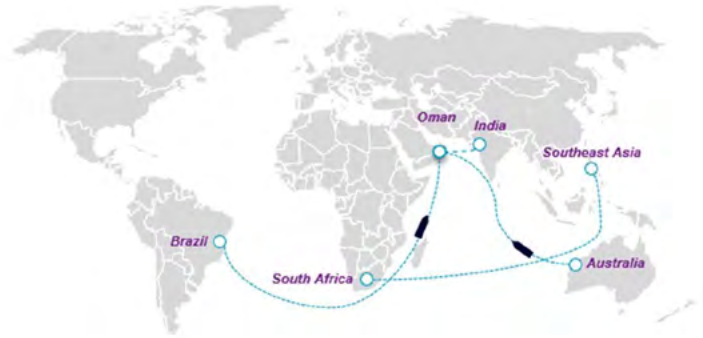 Oman
India
Southeast Asia
Brazil
South Africa
Australia